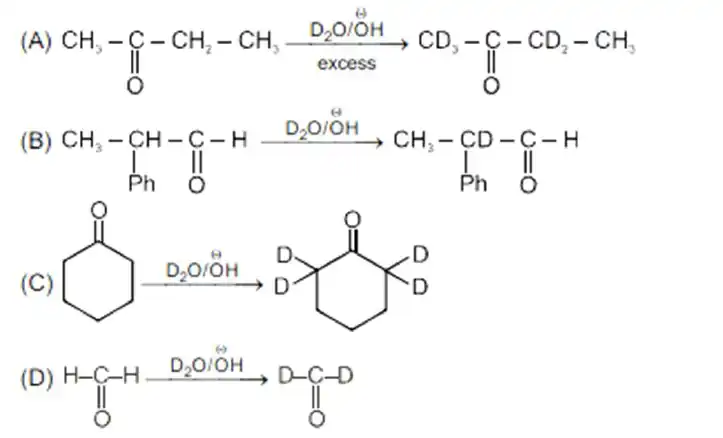 (A) CH₃ – C – CH₂ – CH₃ D₂O/OH⊖ excess CD₃ – C – CD₂ – CH₃
O O
(B) CH₃ – CH – C – H D₂O/OH⊖ CH₃ – CD – C – H
Ph O Ph O
O O
(C) D₂O/OH⊖ D D D D
(D) H–C–H D₂O/OH⊖ D–C–D
O O